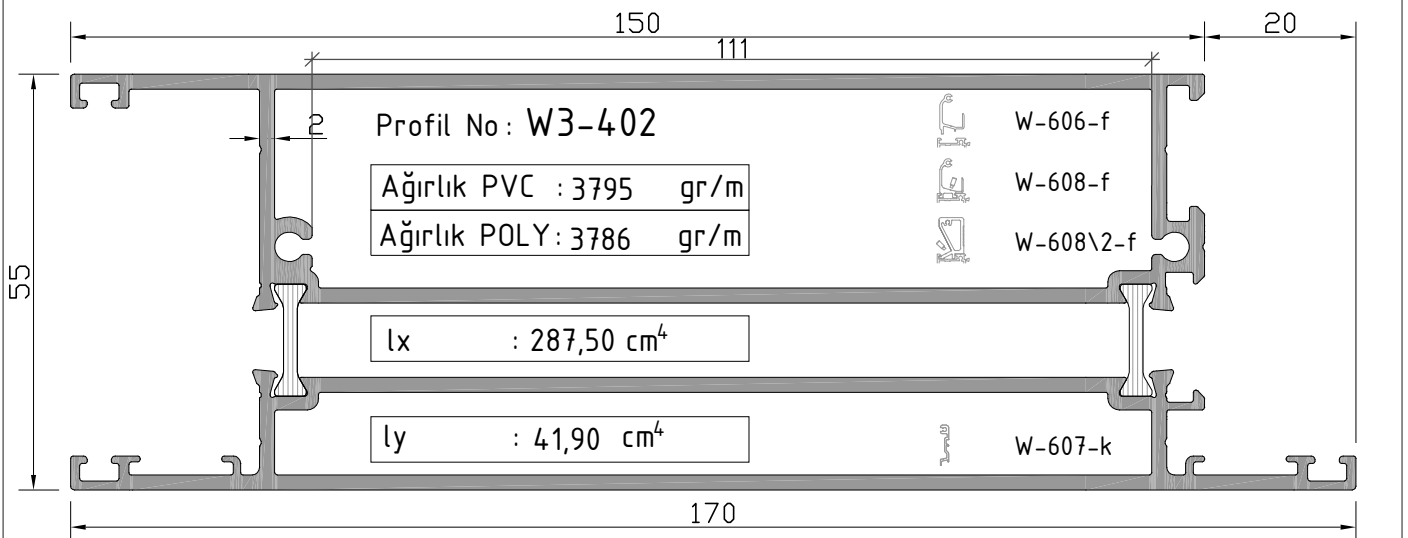 150
20
111
2
Profil No: W3-402
W-606-f
Ağırlık PVC : 3795 gr/m
W-608-f
Ağırlık POLY: 3786 gr/m
W-608\2-f
55
lx : 287,50 cm⁴
ly : 41,90 cm⁴
W-607-k
170